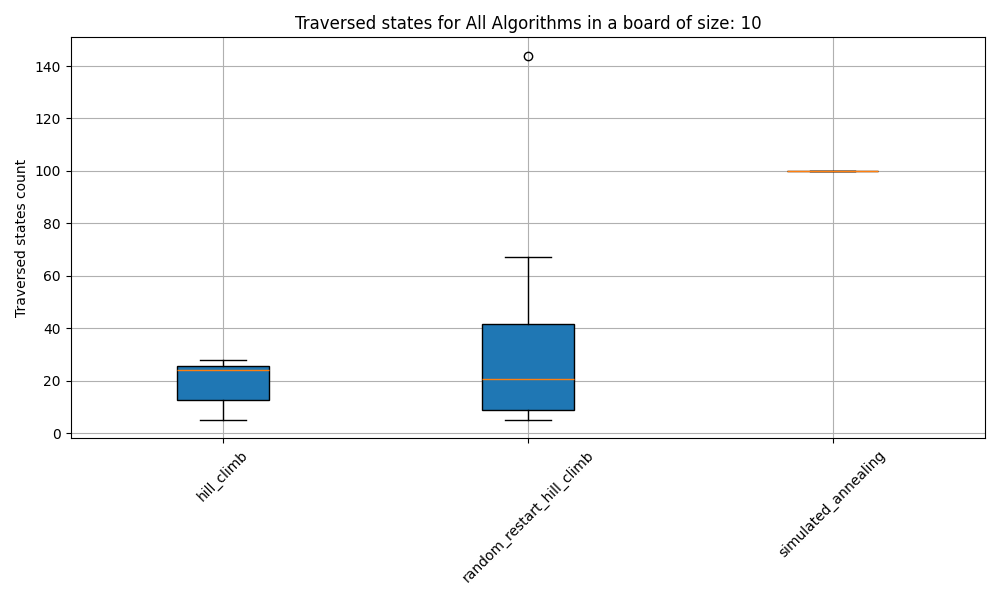 Traversed states for All Algorithms in a board of size: 10
Traversed states count
140
120
100
80
60
40
20
0
hill_climb
random_restart_hill_climb
simulated_annealing